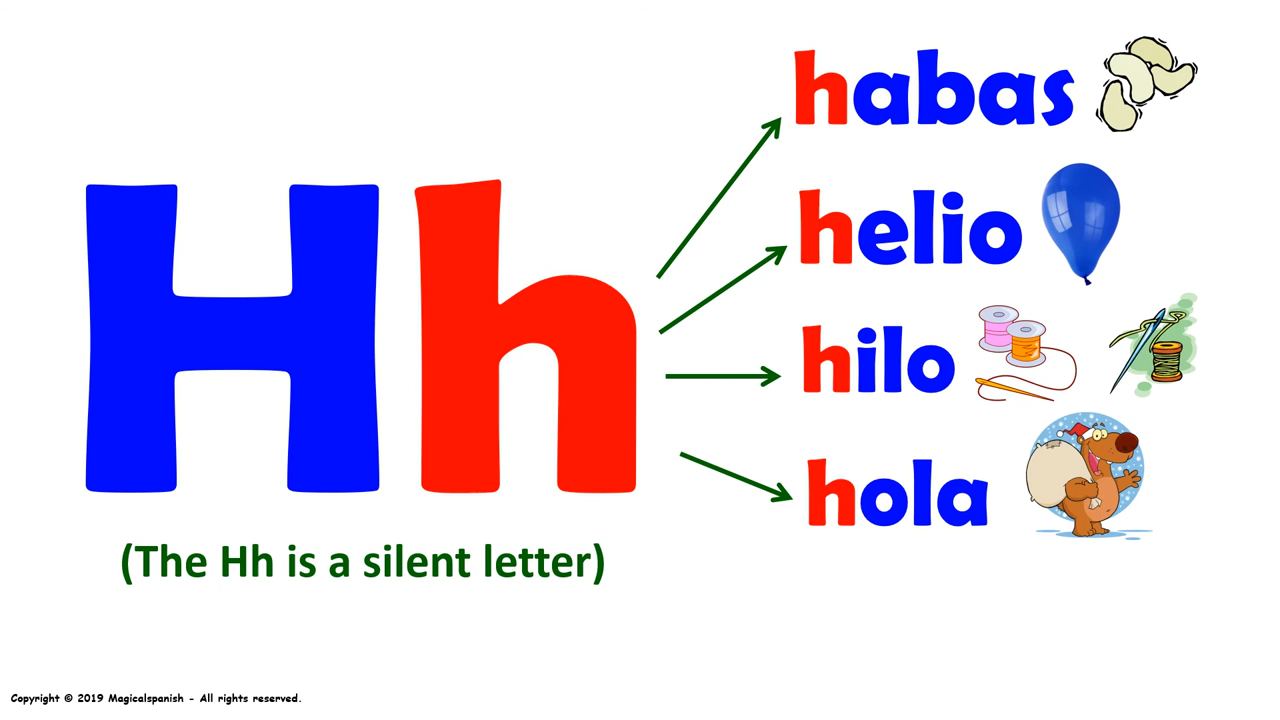 Hh
(The Hh is a silent letter)
habas
helio
hilo
hola
Copyright © 2019 Magicalspanish - All rights reserved.